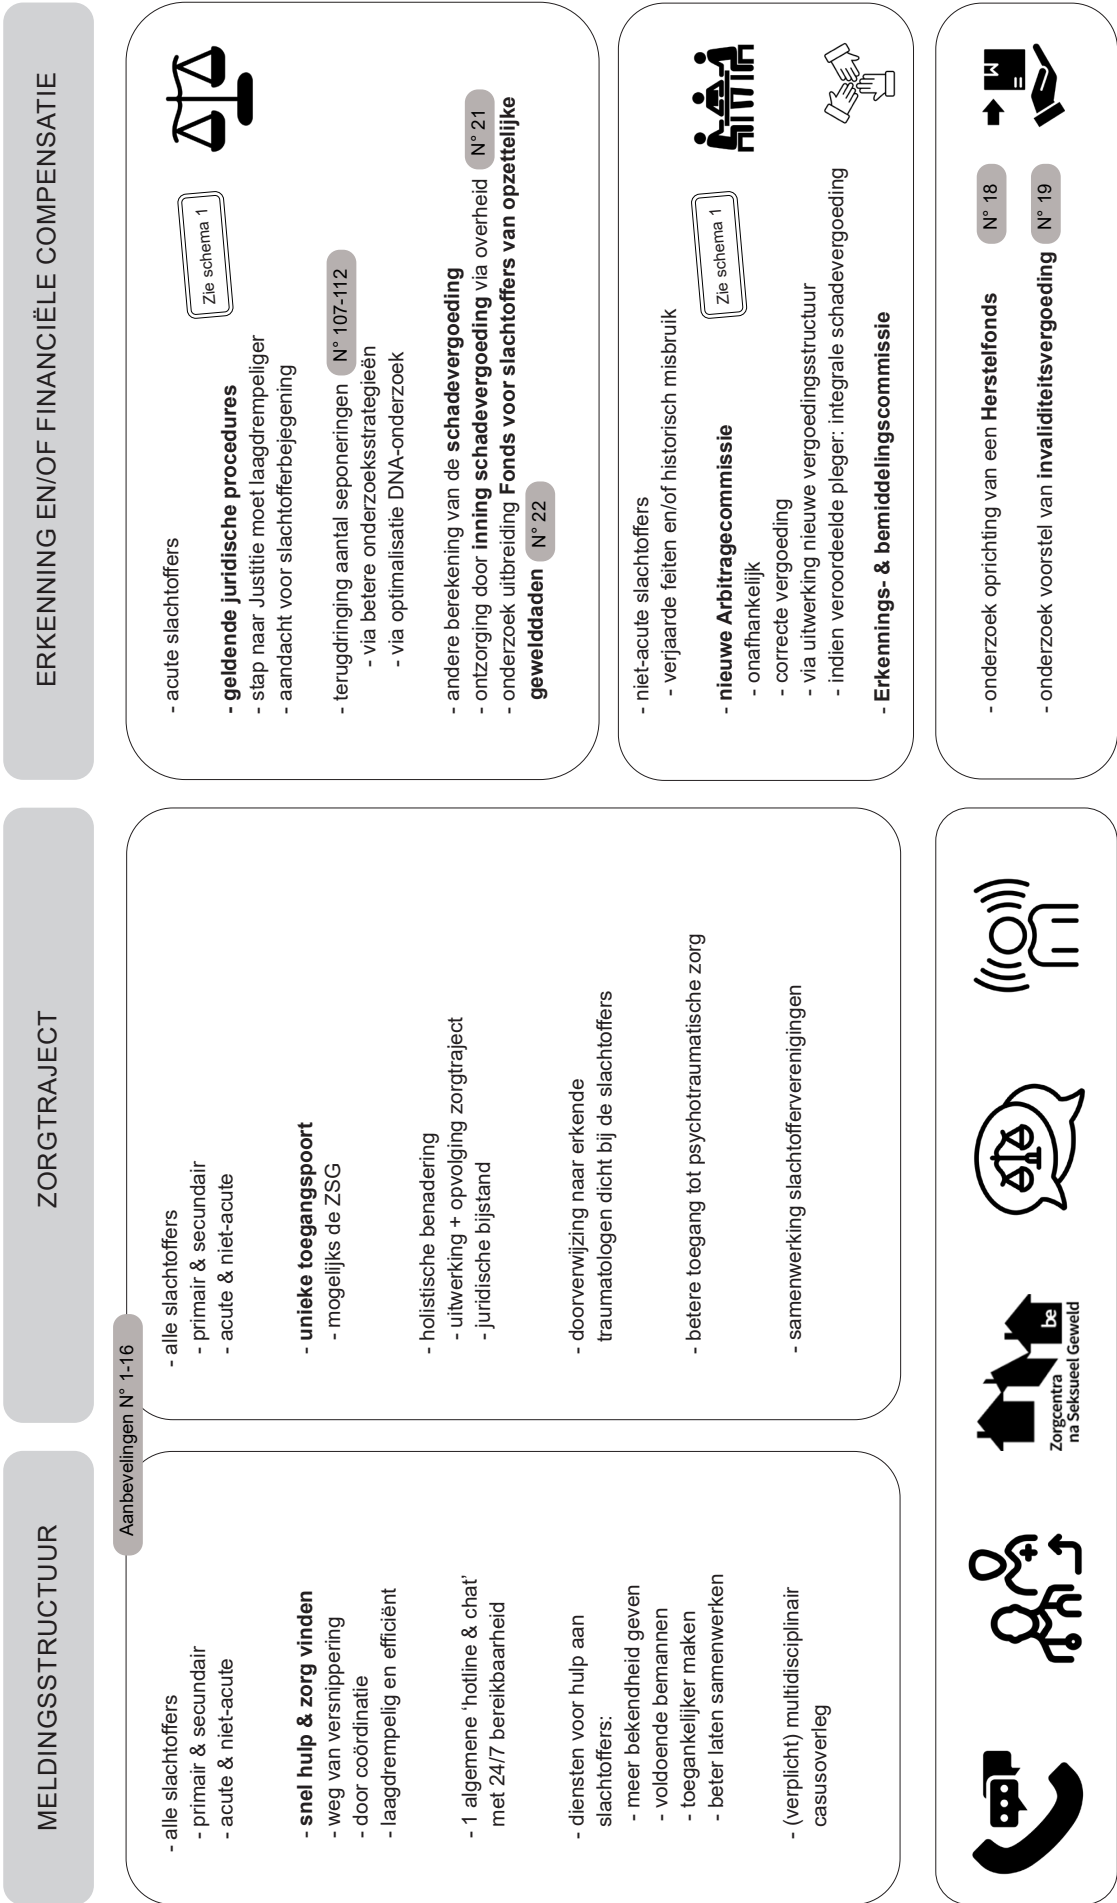 MELDINGSSTRUCTUUR
ZORGTRAJECT
ERKENNING EN/OF FINANCIËLE COMPENSATIE
Aanbevelingen N° 1-16
- alle slachtoffers
- primair & secundair
- acute & niet-acute
- snel hulp & zorg vinden
- weg van versnippering
- door coördinatie
- laagdrempelig en efficiënt
- 1 algemene ‘hotline & chat’
met 24/7 bereikbaarheid
- diensten voor hulp aan
slachtoffers:
- meer bekendheid geven
- voldoende bemannen
- toegankelijker maken
- beter laten samenwerken
- (verplicht) multidisciplinair
casusoverleg
- alle slachtoffers
- primair & secundair
- acute & niet-acute
- unieke toegangspoort
- mogelijks de ZSG
- holistische benadering
- uitwerking + opvolging zorgtraject
- juridische bijstand
- doorverwijzing naar erkende
traumatologen dicht bij de slachtoffers
- betere toegang tot psychotraumatische zorg
- samenwerking slachtofferverenigingen
Zorgcentra
na Seksueel Geweld
be
- acute slachtoffers
- geldende juridische procedures
Zie schema 1
- stap naar Justitie moet laagdrempeliger
- aandacht voor slachtofferbejegening
- terugdringing aantal seponeringen N° 107-112
- via betere onderzoeksstrategieën
- via optimalisatie DNA-onderzoek
- andere berekening van de schadevergoeding
- ontzorging door inning schadevergoeding via overheid N° 21
- onderzoek uitbreiding Fonds voor slachtoffers van opzettelijke
gewelddaden N° 22
- niet-acute slachtoffers
- verjaarde feiten en/of historisch misbruik
- nieuwe Arbitragecommissie
Zie schema 1
- onafhankelijk
- correcte vergoeding
- via uitwerking nieuwe vergoedingsstructuur
- indien veroordeelde pleger: integrale schadevergoeding
- Erkennings- & bemiddelingscommissie
- onderzoek oprichting van een Herstelfonds N° 18
- onderzoek voorstel van invaliditeitsvergoeding N° 19